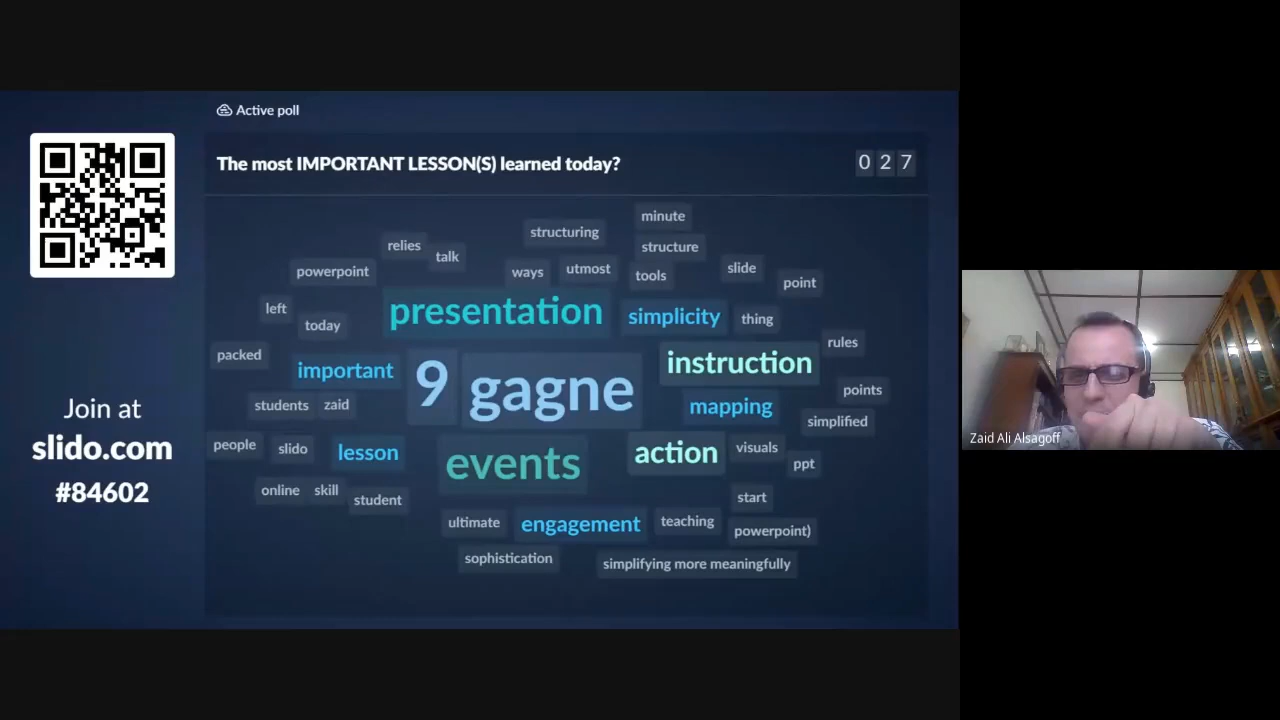 Active poll
The most IMPORTANT LESSON(S) learned today?
0 2 7
minute
structuring
relies
structure
talk
powerpoint
ways
utmost
tools
slide
point
left
today
presentation
simplicity
thing
packed
important
9
gagne
instruction
rules
students
zaid
mapping
points
simplified
people
slido
lesson
events
action
visuals
ppt
online
skill
student
start
ultimate
engagement
teaching
powerpoint)
sophistication
simplifying more meaningfully
Join at
slido.com
#84602
Zaid Ali Alsagoff